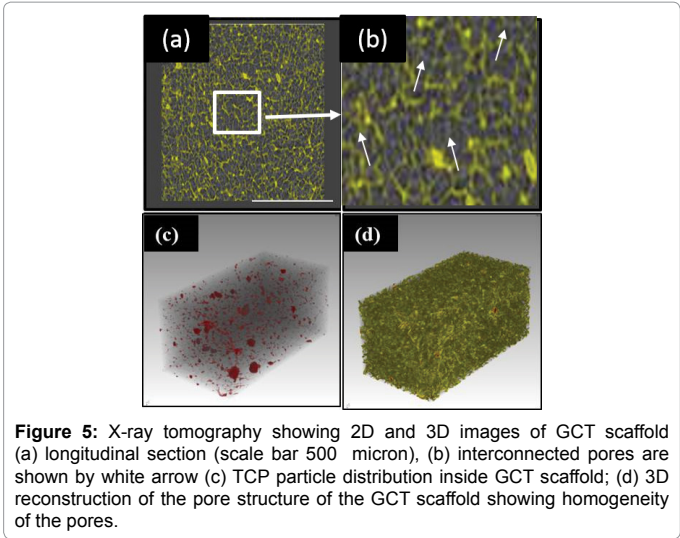 (a)
(b)
(c)
(d)
Figure 5: X-ray tomography showing 2D and 3D images of GCT scaffold
(a) longitudinal section (scale bar 500 micron), (b) interconnected pores are
shown by white arrow (c) TCP particle distribution inside GCT scaffold; (d) 3D
reconstruction of the pore structure of the GCT scaffold showing homogeneity
of the pores.